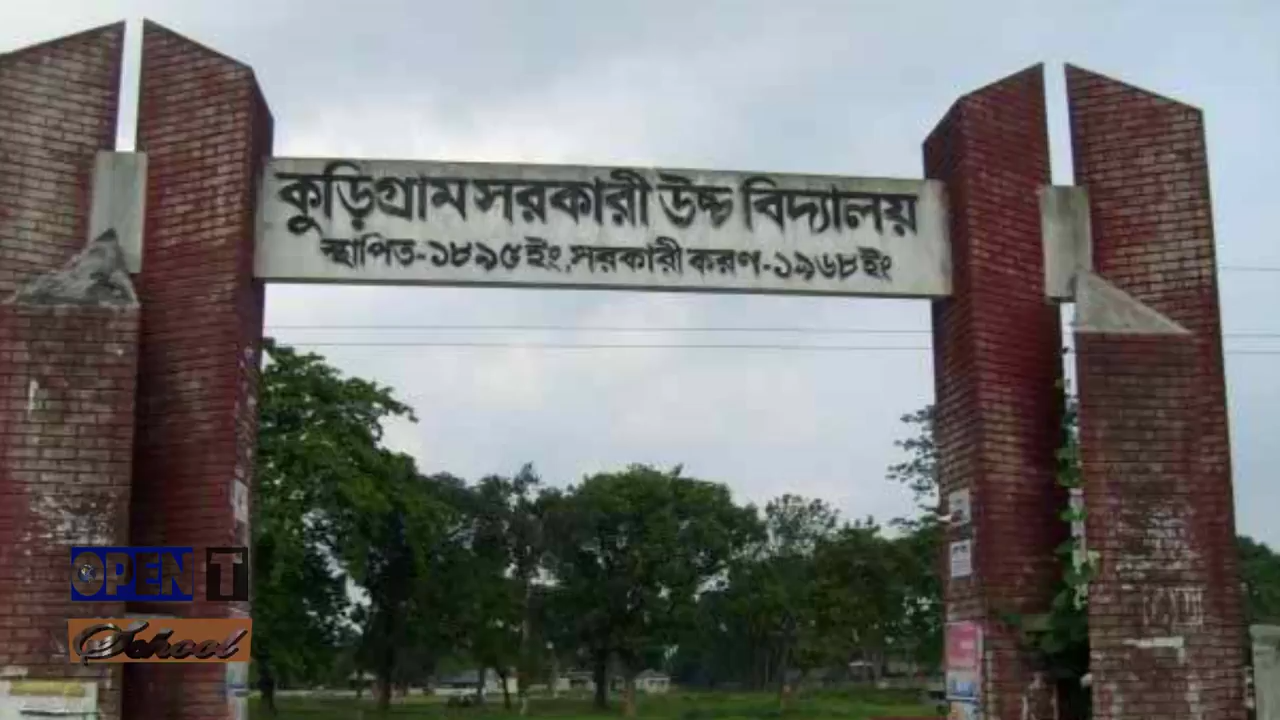 কুড়িগ্রাম সরকারী উচ্চ বিদ্যালয়
স্থাপিত-১৮৯৫ ইং, সরকারী করণ-১৯৬৮ ইং
OPEN T
School